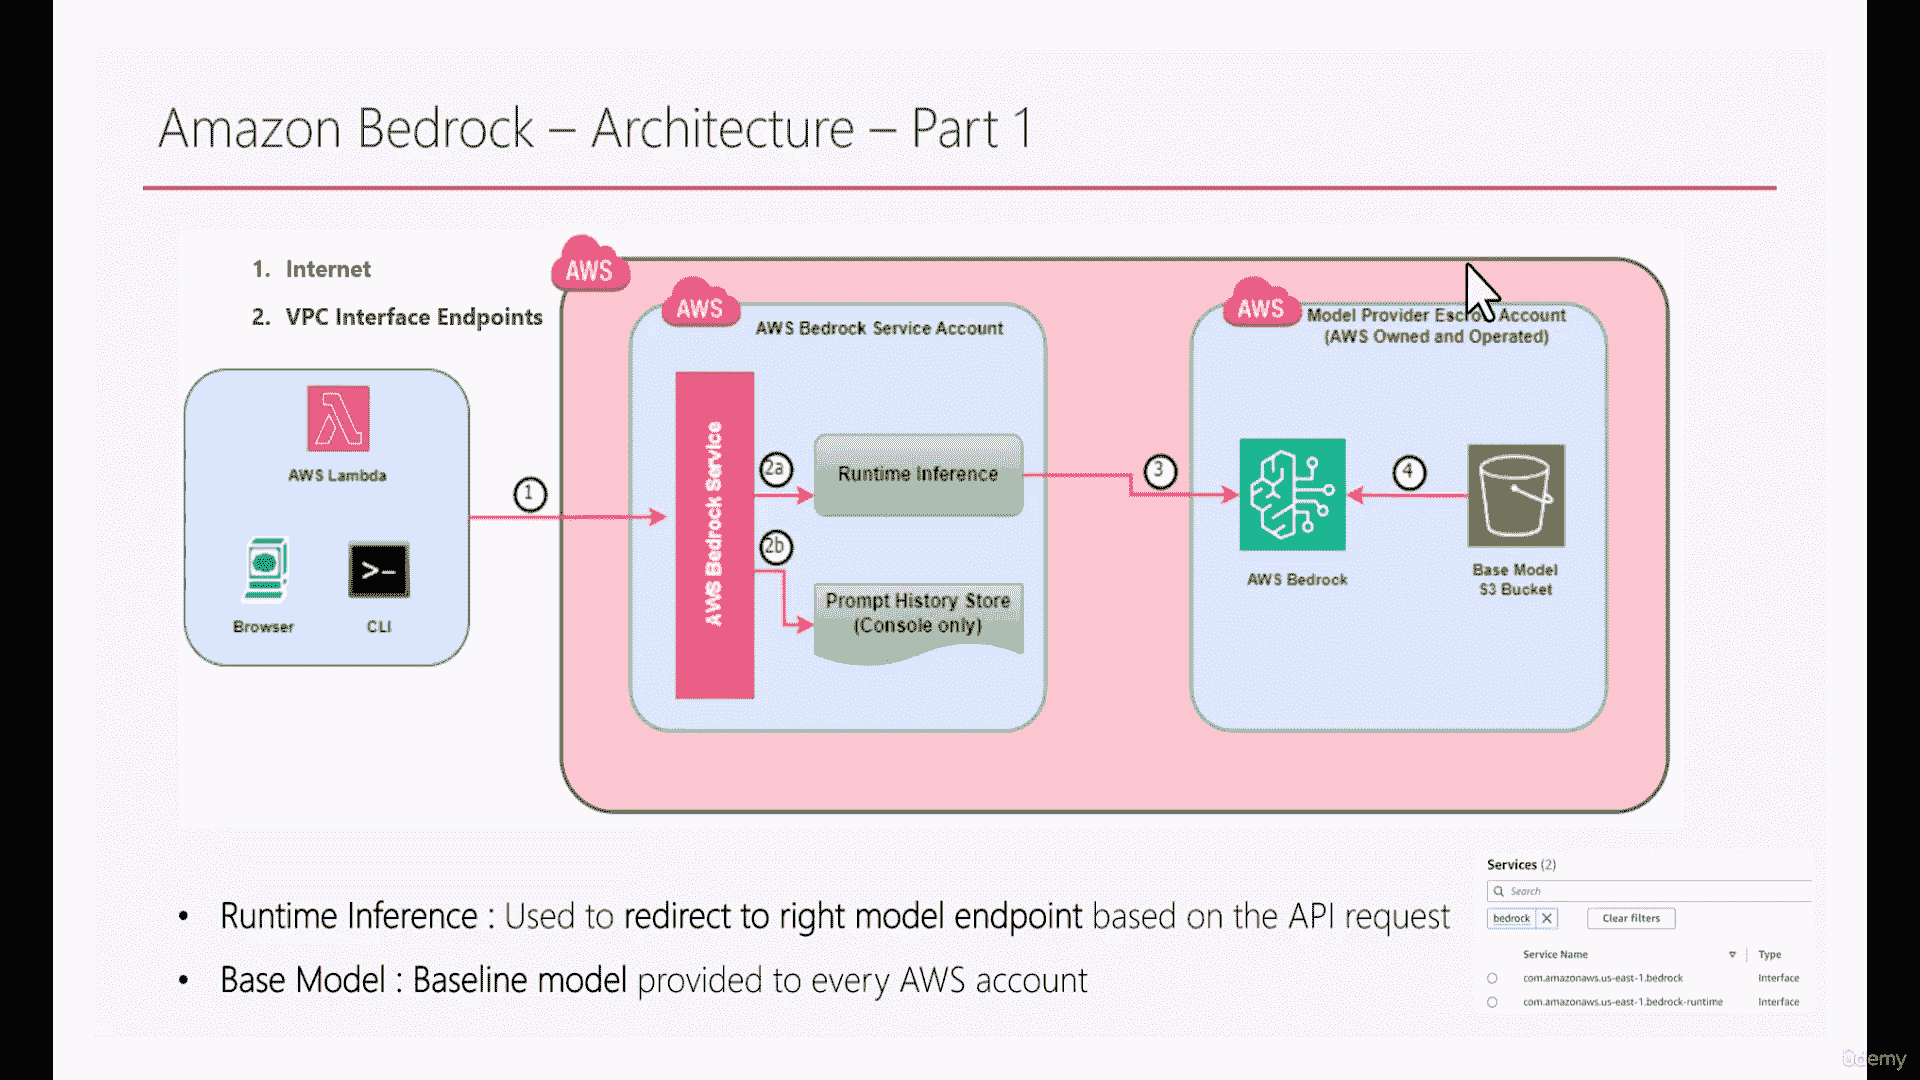 Amazon Bedrock – Architecture – Part 1
1. Internet
2. VPC Interface Endpoints
AWS
AWS
AWS Bedrock Service Account
AWS
Model Provider Escrow Account
(AWS Owned and Operated)
AWS Lambda
Browser
CLI
1
AWS Bedrock Service
2a
Runtime Inference
2b
Prompt History Store
(Console only)
3
AWS Bedrock
4
Base Model
S3 Bucket
• Runtime Inference : Used to redirect to right model endpoint based on the API request
• Base Model : Baseline model provided to every AWS account
Services (2)
Search
bedrock
Clear filters
Service Name Type
com.amazonaws.us-east-1.bedrock Interface
com.amazonaws.us-east-1.bedrock-runtime Interface
udemy